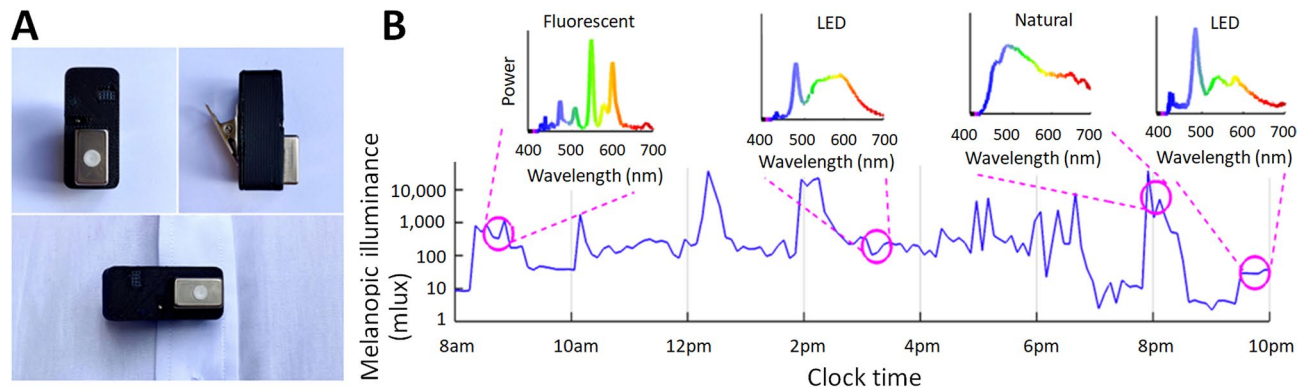 A
B
Fluorescent
LED
Natural
LED
Power
400 500 600 700
400 500 600 700
400 500 600 700
400 500 600 700
Wavelength (nm)
Wavelength (nm)
Wavelength (nm)
Wavelength (nm)
Melanopic illuminance
(mlux)
10,000
1,000
100
10
1
8am
10am
12pm
2pm
4pm
6pm
8pm
10pm
Clock time